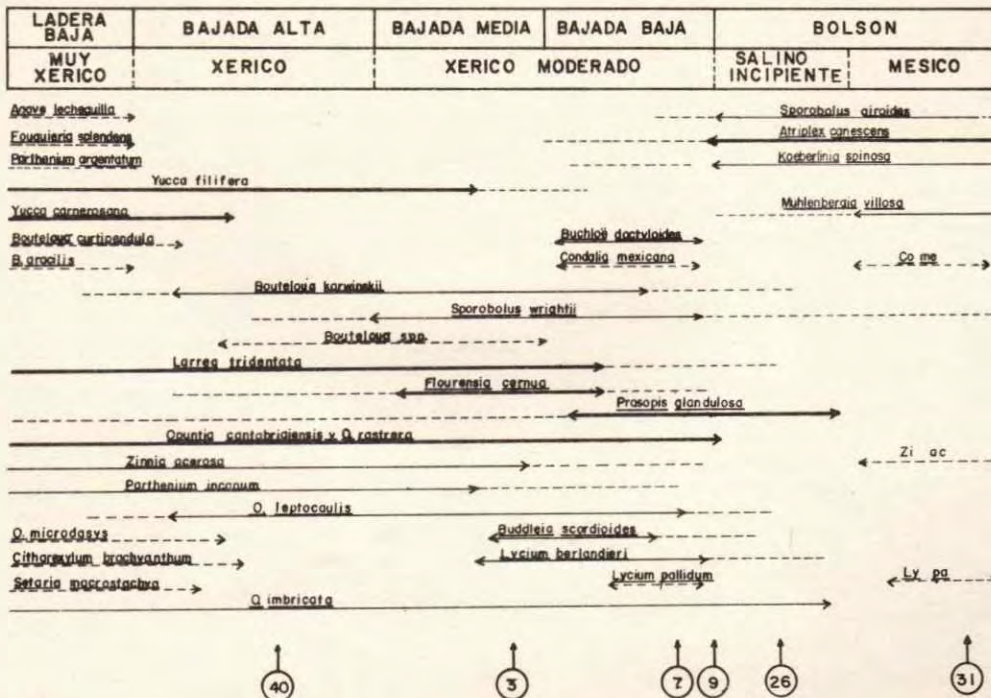 LADERA BAJA BAJADA ALTA BAJADA MEDIA BAJADA BAJA BOLSON
MUY XERICO XERICO XERICO MODERADO SALINO INCIPIENTE MESICO
Agave lecheguilla Sporobolus airoides
Fouquieria splendens Atriplex canescens
Parthenium argentatum Koeberlinia spinosa
Yucca filifera
Yucca carnerosana Muhlenbergia villosa
Bouteloua curtipendula Buchloë dactyloides
B. gracilis Condalia mexicana Co me
Bouteloua karwinskii
Sporobolus wrightii
Bouteloua spp.
Larrea tridentata
Flourensia cernua
Prosopis glandulosa
Opuntia cantabrigiensis y O. rastrera
Zinnia acerosa Zi ac
Parthenium incanum
O. leptocaulis
O. microdasys Buddleia scordioides
Citharexylum brachyanthum Lycium berlandieri
Setaria macrostachya Lycium pallidum Ly pa
O imbricata
40 3 7 9 26 31